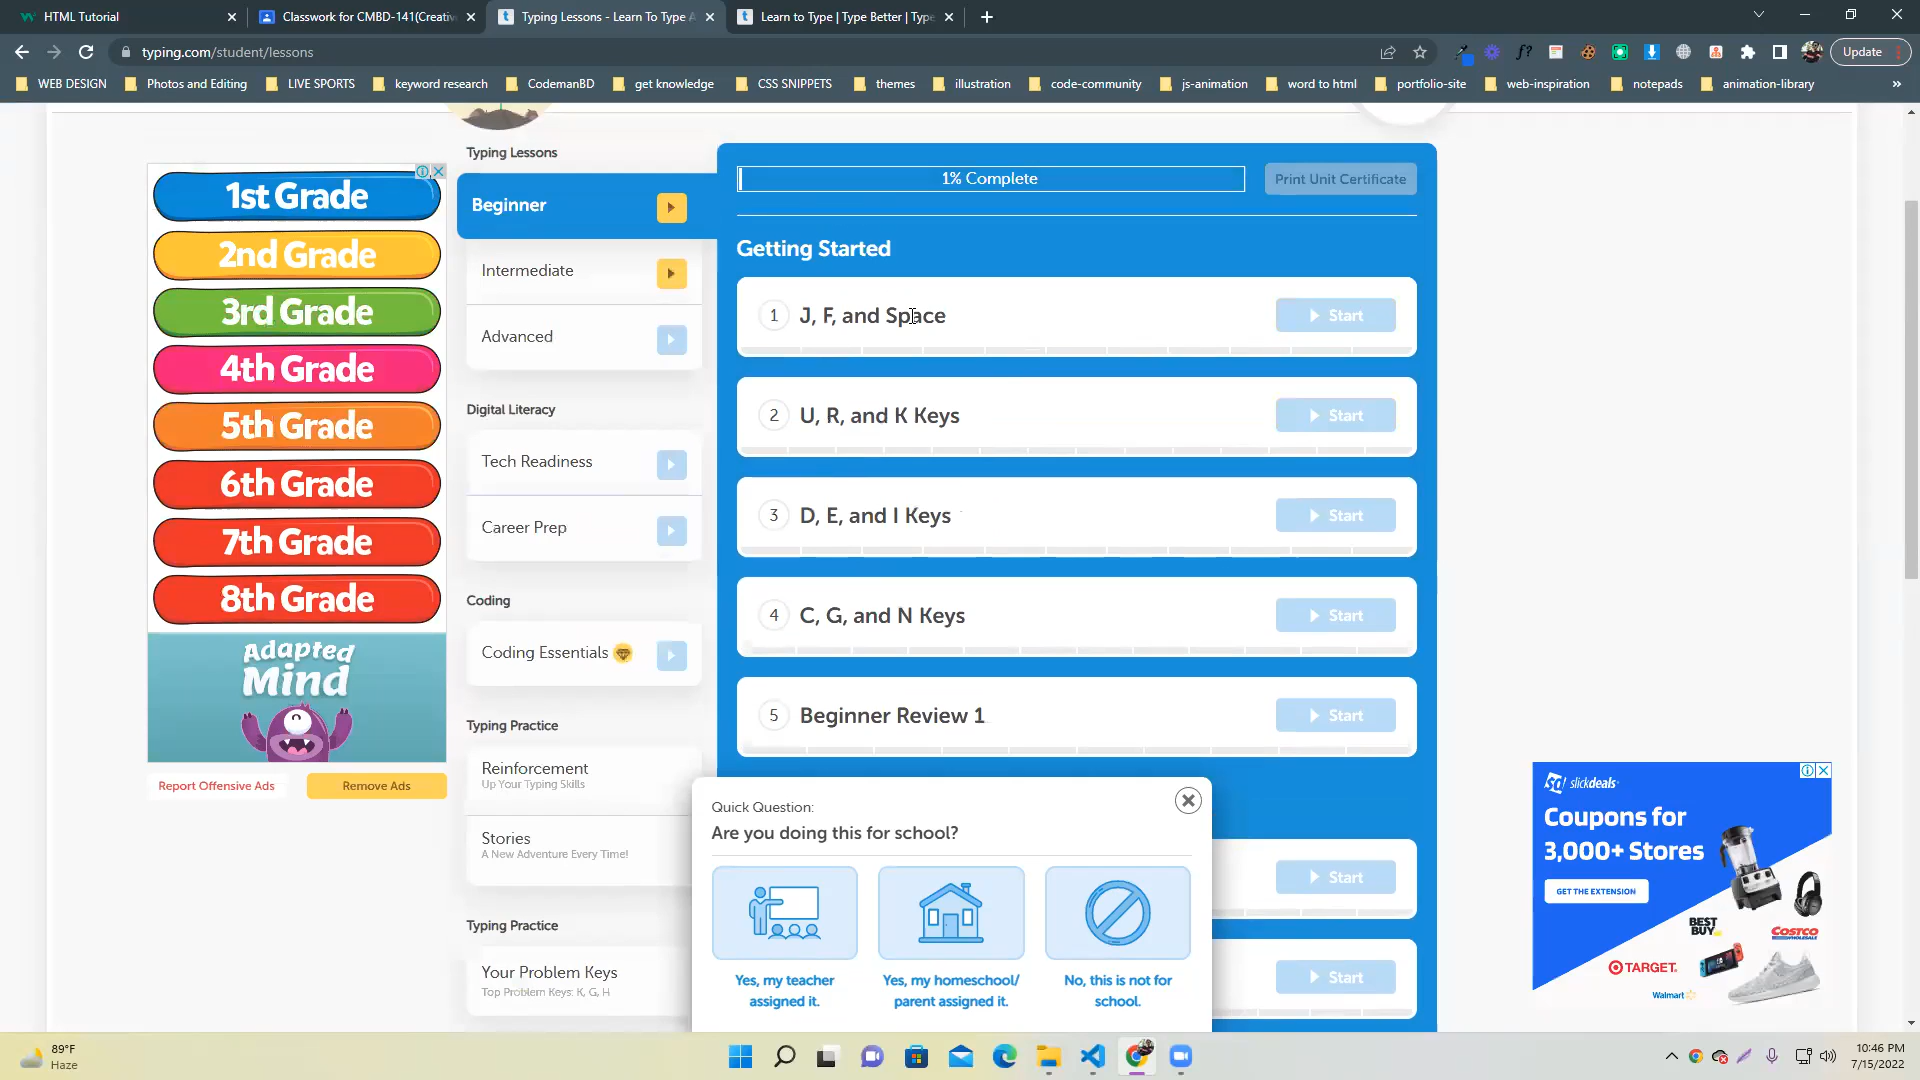 HTML Tutorial
Classwork for CMBD-141(Creativ
Typing Lessons - Learn To Type A
Learn to Type | Type Better | Type
typing.com/student/lessons
Update
WEB DESIGN
Photos and Editing
LIVE SPORTS
keyword research
CodemanBD
get knowledge
CSS SNIPPETS
themes
illustration
code-community
js-animation
word to html
portfolio-site
web-inspiration
notepads
animation-library
1st Grade
2nd Grade
3rd Grade
4th Grade
5th Grade
6th Grade
7th Grade
8th Grade
Adapted
Mind
Report Offensive Ads
Remove Ads
Typing Lessons
Beginner
Intermediate
Advanced
Digital Literacy
Tech Readiness
Career Prep
Coding
Coding Essentials
Typing Practice
Reinforcement
Up Your Typing Skills
Stories
A New Adventure Every Time!
Typing Practice
Your Problem Keys
Top Problem Keys: K, G, H
1% Complete
Print Unit Certificate
Getting Started
1 J, F, and Space Start
2 U, R, and K Keys Start
3 D, E, and I Keys Start
4 C, G, and N Keys Start
5 Beginner Review 1 Start
Start
Start
Quick Question:
Are you doing this for school?
Yes, my teacher
assigned it.
Yes, my homeschool/
parent assigned it.
No, this is not for
school.
slickdeals
Coupons for
3,000+ Stores
GET THE EXTENSION
BEST
BUY
COSTCO
WHOLESALE
TARGET.
Walmart
89°F
Haze
10:46 PM
7/15/2022